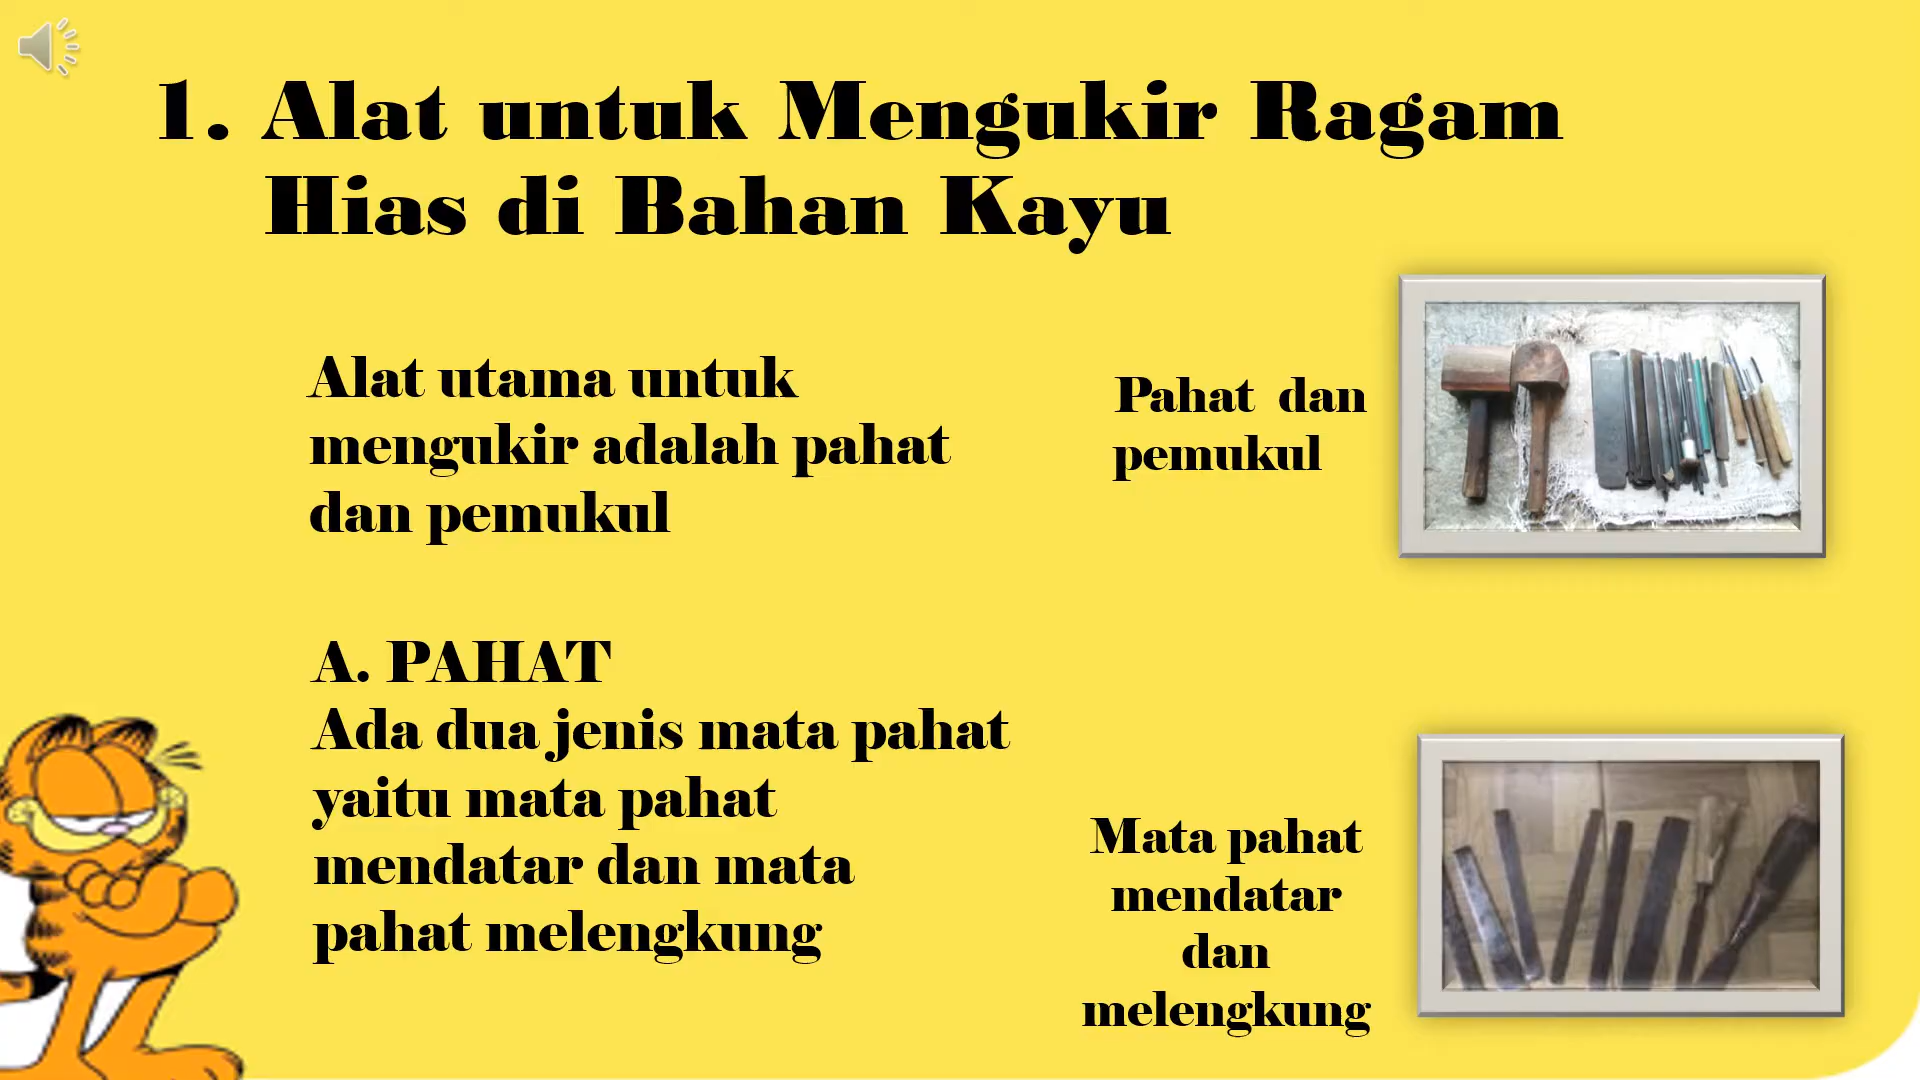 1. Alat untuk Mengukir Ragam
Hias di Bahan Kayu
Alat utama untuk
mengukir adalah pahat
dan pemukul
Pahat dan
pemukul
A. PAHAT
Ada dua jenis mata pahat
yaitu mata pahat
mendatar dan mata
pahat melengkung
Mata pahat
mendatar
dan
melengkung